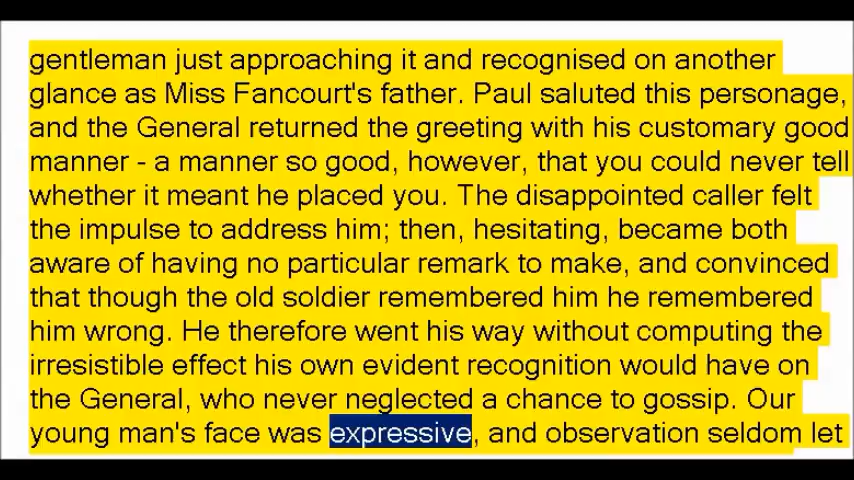 gentleman just approaching it and recognised on another
glance as Miss Fancourt's father. Paul saluted this personage,
and the General returned the greeting with his customary good
manner - a manner so good, however, that you could never tell
whether it meant he placed you. The disappointed caller felt
the impulse to address him; then, hesitating, became both
aware of having no particular remark to make, and convinced
that though the old soldier remembered him he remembered
him wrong. He therefore went his way without computing the
irresistible effect his own evident recognition would have on
the General, who never neglected a chance to gossip. Our
young man's face was expressive, and observation seldom let